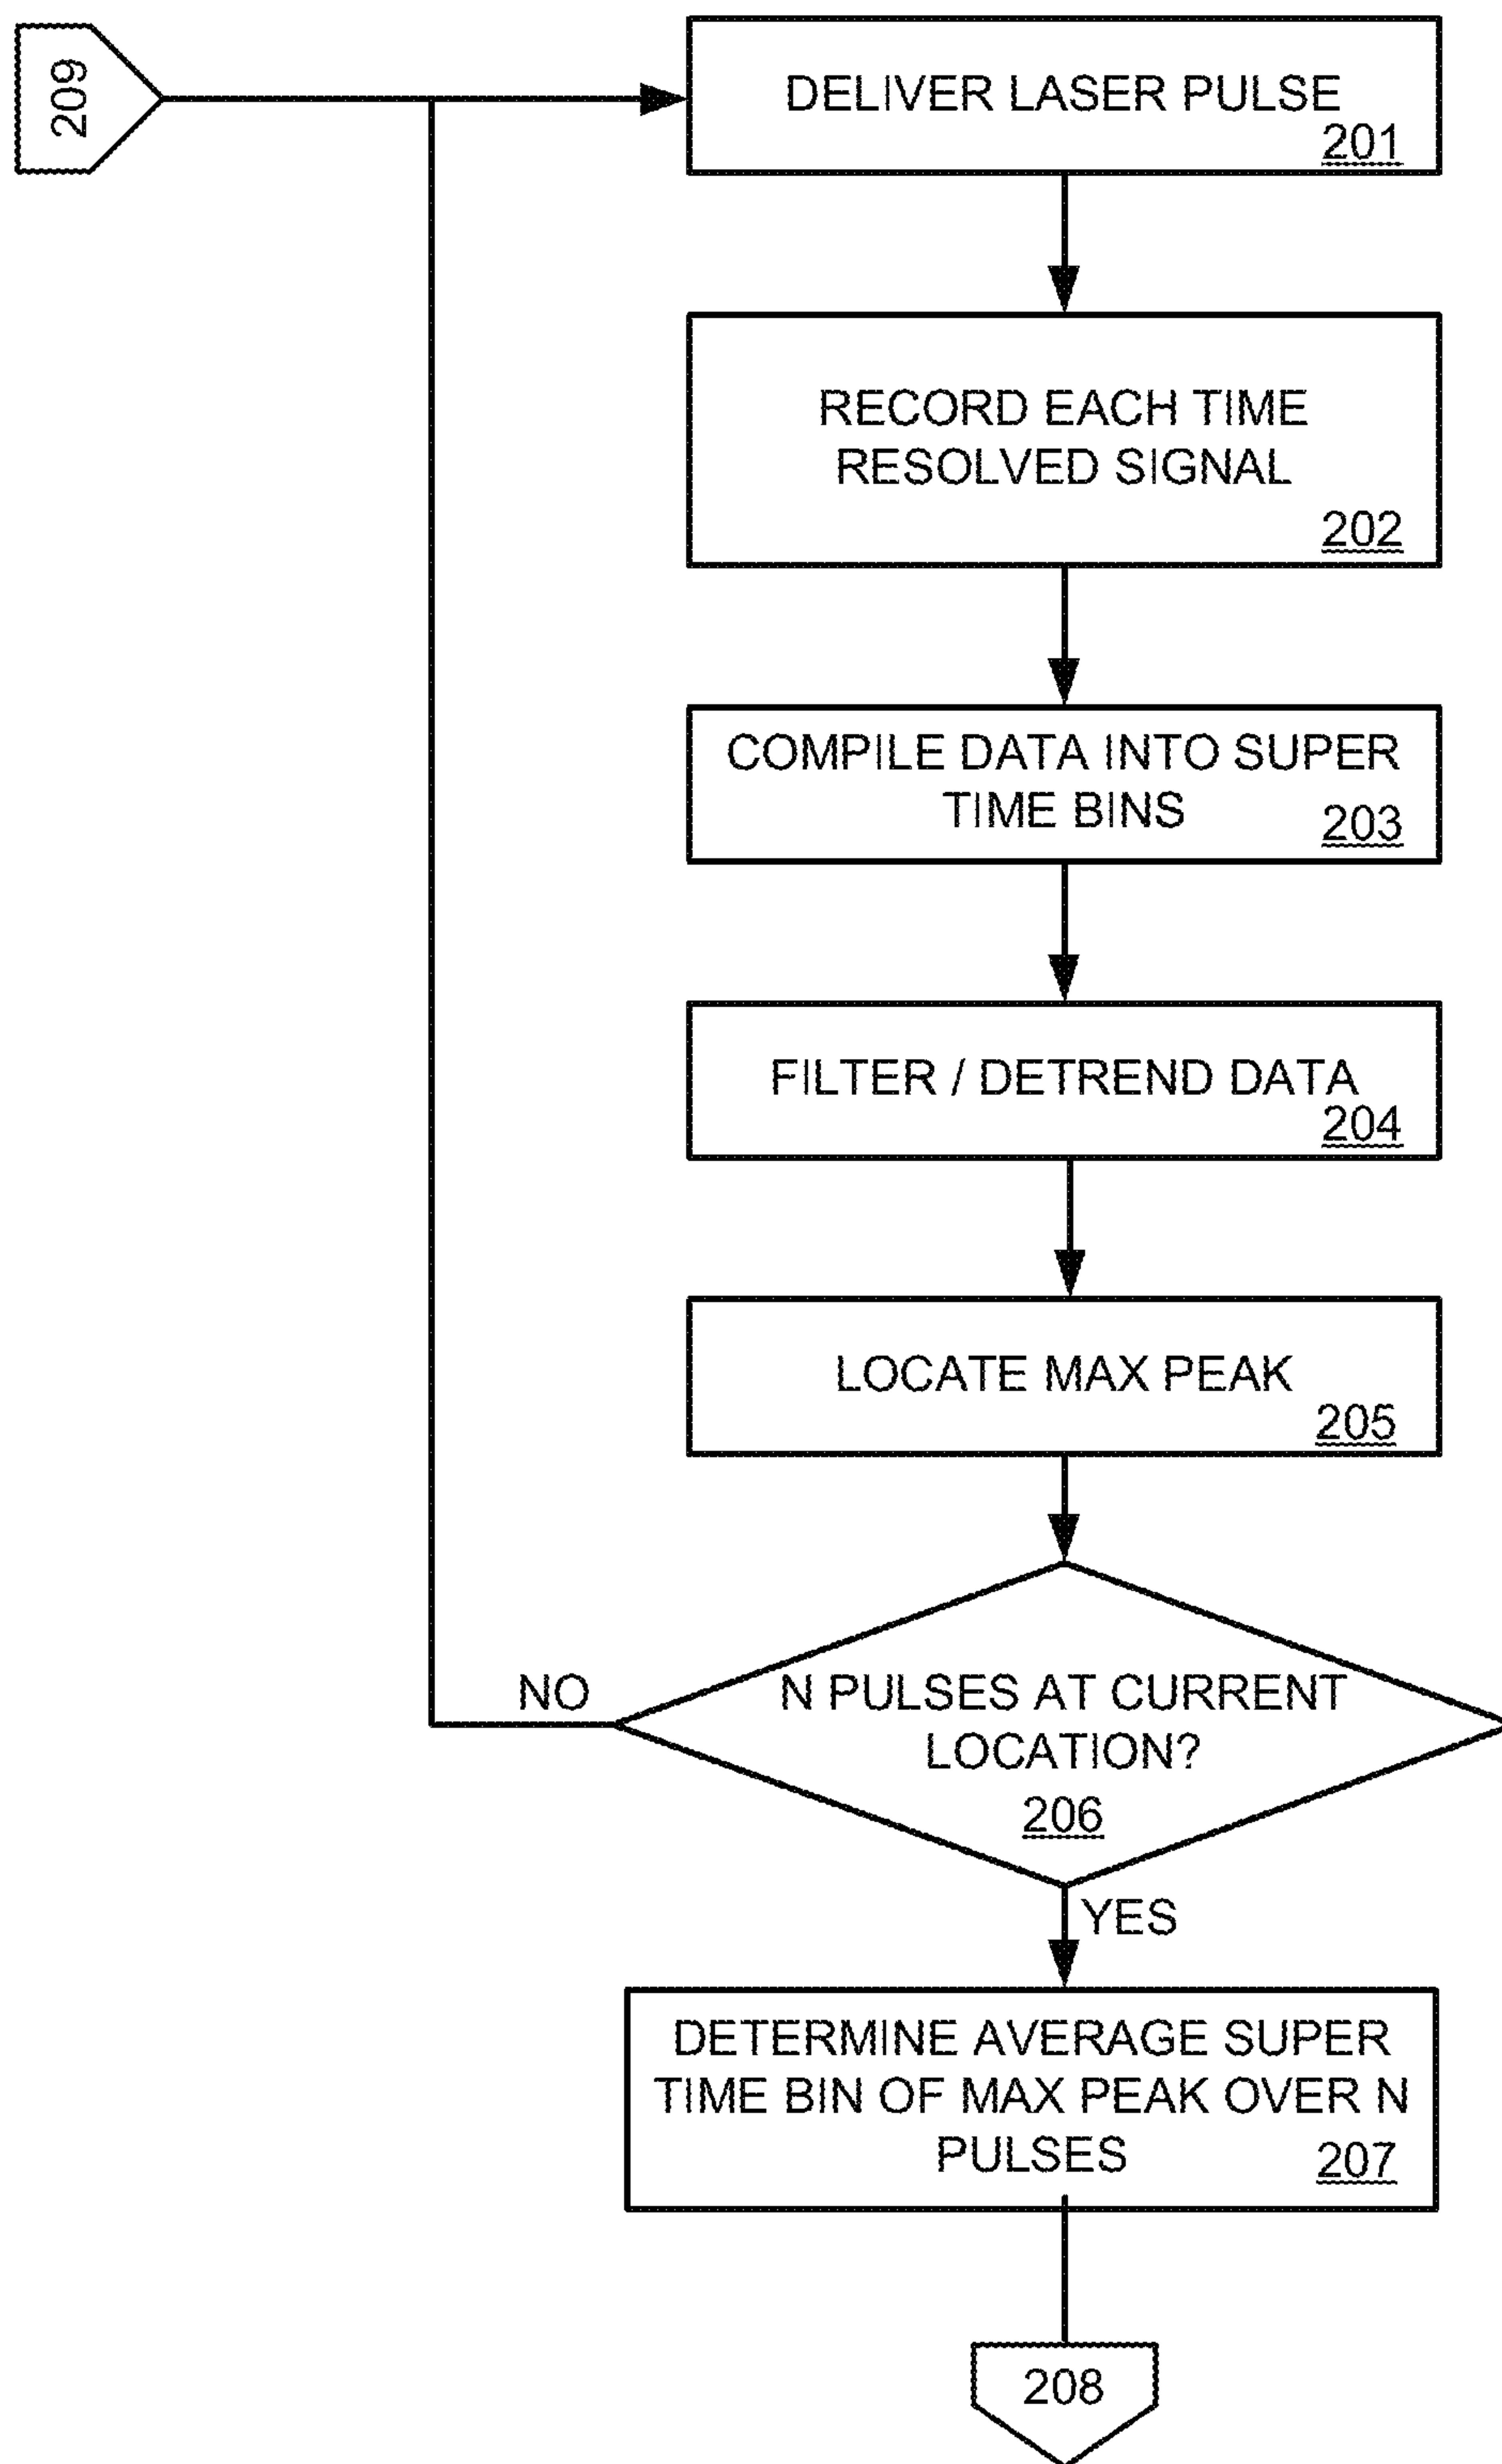 209
DELIVER LASER PULSE
201
RECORD EACH TIME
RESOLVED SIGNAL
202
COMPILE DATA INTO SUPER
TIME BINS
203
FILTER / DETREND DATA
204
LOCATE MAX PEAK
205
NO
N PULSES AT CURRENT
LOCATION?
206
YES
DETERMINE AVERAGE SUPER
TIME BIN OF MAX PEAK OVER N
PULSES
207
208